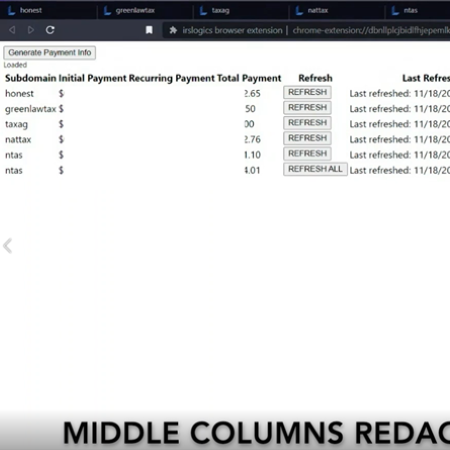 honest greenlawtax taxag nattax ntas
irslogics browser extension | chrome-extension://dbnllplcjbidlfhjepemlk
Generate Payment Info
Loaded
Subdomain Initial Payment Recurring Payment Total Payment Refresh Last Refres
honest $ 2.65 REFRESH Last refreshed: 11/18/20
greenlawtax $ 50 REFRESH Last refreshed: 11/18/20
taxag $ 00 REFRESH Last refreshed: 11/18/20
nattax $ 2.76 REFRESH Last refreshed: 11/18/20
ntas $ 1.10 REFRESH Last refreshed: 11/18/20
ntas $ 4.01 REFRESH ALL Last refreshed: 11/18/20
MIDDLE COLUMNS REDAC